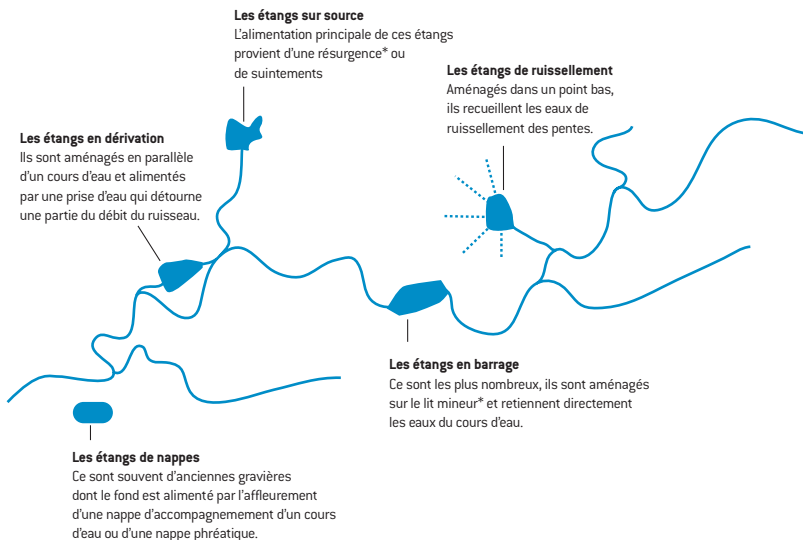 Les étangs sur source
L'alimentation principale de ces étangs
provient d'une résurgence* ou
de suintements
Les étangs de ruissellement
Aménagés dans un point bas,
ils recueillent les eaux de
ruissellement des pentes.
Les étangs en dérivation
Ils sont aménagés en parallèle
d'un cours d'eau et alimentés
par une prise d'eau qui détourne
une partie du débit du ruisseau.
Les étangs en barrage
Ce sont les plus nombreux, ils sont aménagés
sur le lit mineur* et retiennent directement
les eaux du cours d'eau.
Les étangs de nappes
Ce sont souvent d'anciennes gravières
dont le fond est alimenté par l'affleurement
d'une nappe d'accompagnemement d'un cours
d'eau ou d'une nappe phréatique.